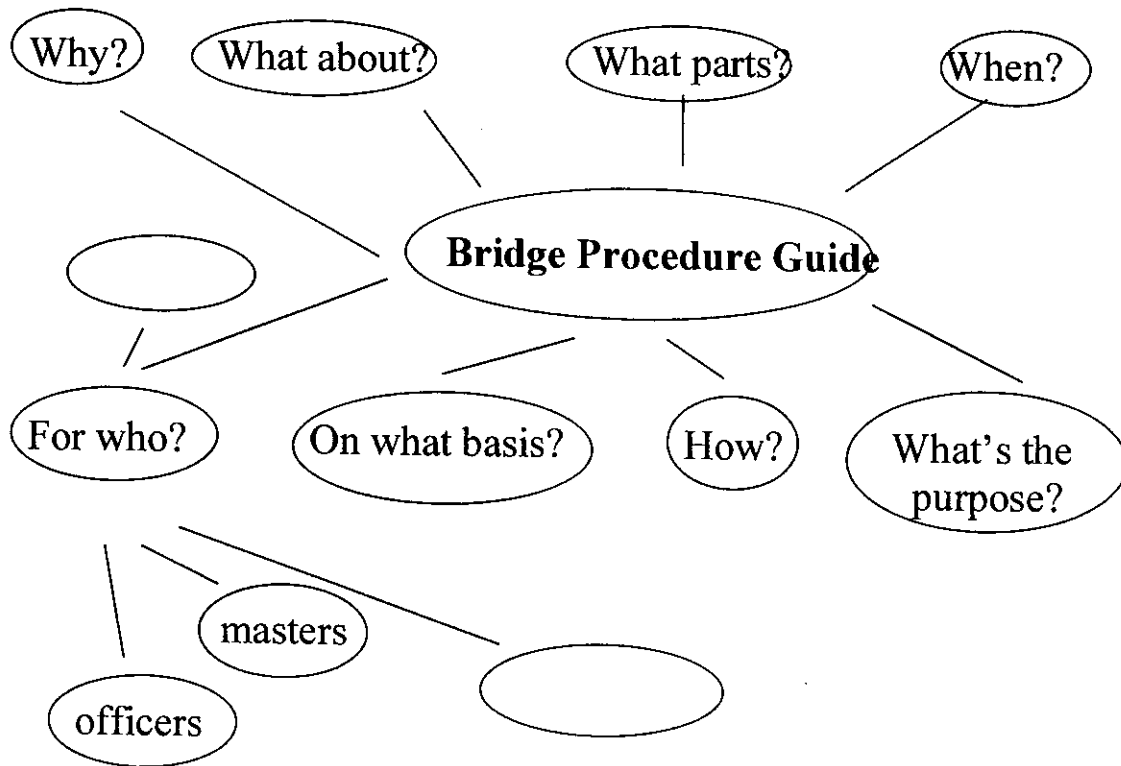 Why?
What about?
What parts?
When?
Bridge Procedure Guide
For who?
On what basis?
How?
What's the
purpose?
masters
officers